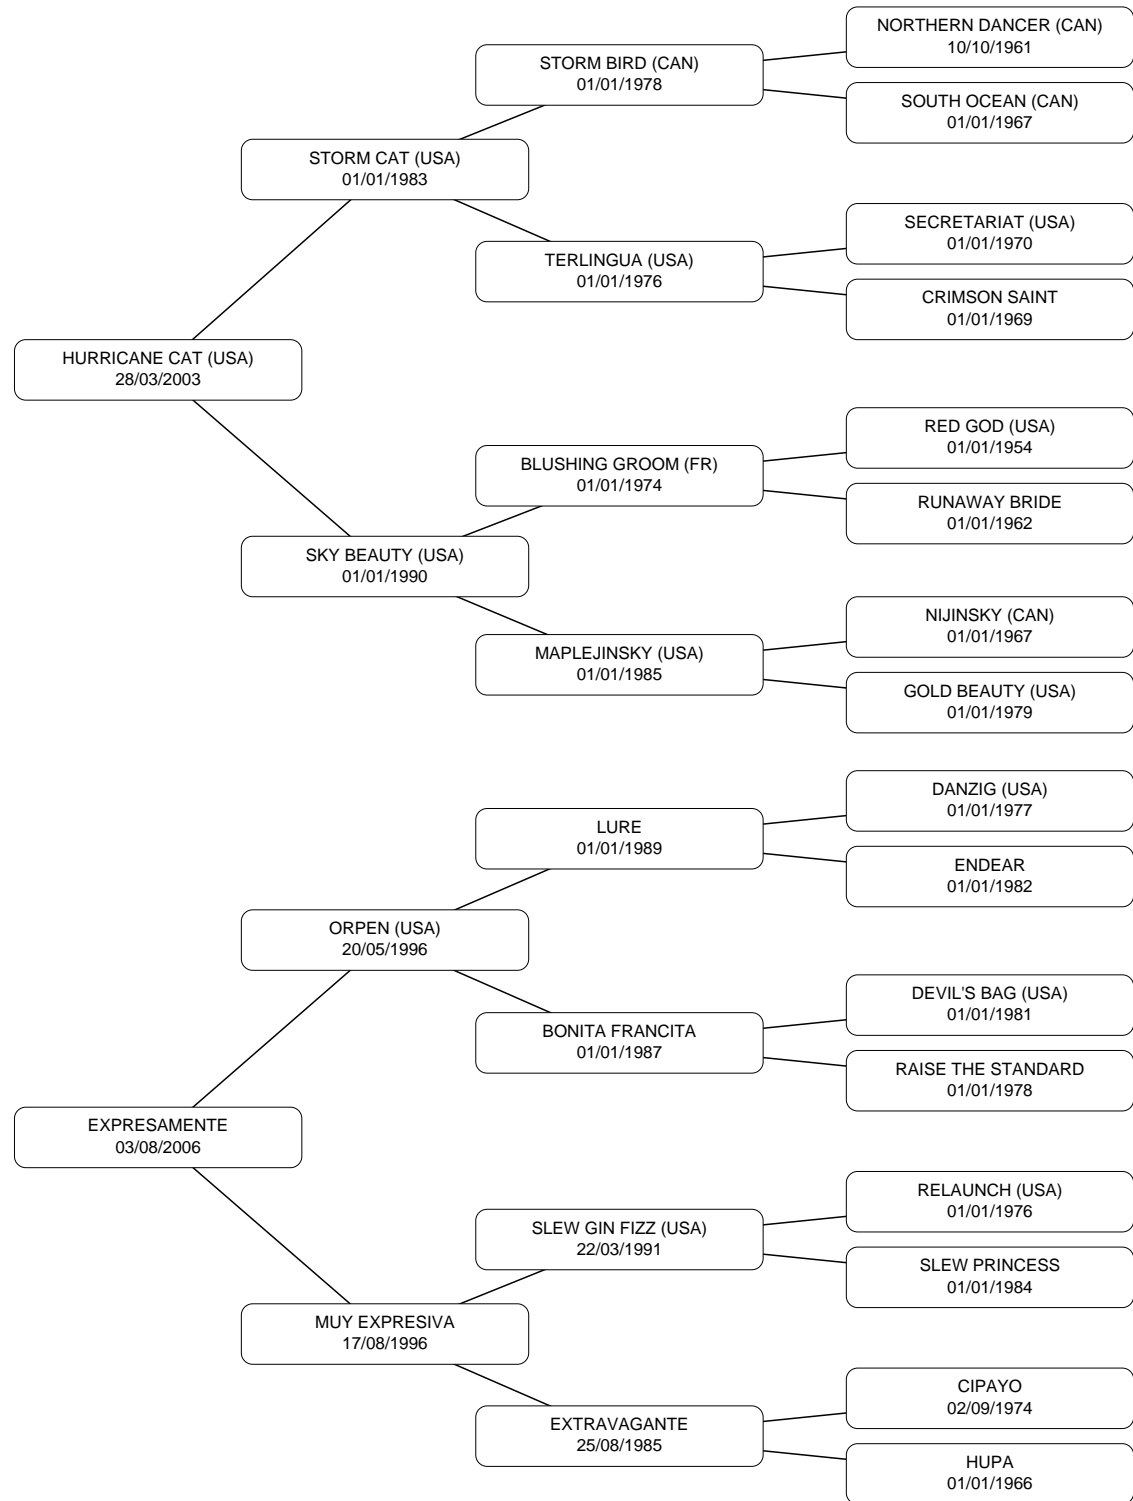 NORTHERN DANCER (CAN)
10/10/1961
STORM BIRD (CAN)
01/01/1978
SOUTH OCEAN (CAN)
01/01/1967
STORM CAT (USA)
01/01/1983
SECRETARIAT (USA)
01/01/1970
TERLINGUA (USA)
01/01/1976
CRIMSON SAINT
01/01/1969
HURRICANE CAT (USA)
28/03/2003
RED GOD (USA)
01/01/1954
BLUSHING GROOM (FR)
01/01/1974
RUNAWAY BRIDE
01/01/1962
SKY BEAUTY (USA)
01/01/1990
NIJINSKY (CAN)
01/01/1967
MAPLEJINSKY (USA)
01/01/1985
GOLD BEAUTY (USA)
01/01/1979
DANZIG (USA)
01/01/1977
LURE
01/01/1989
ENDEAR
01/01/1982
ORPEN (USA)
20/05/1996
DEVIL'S BAG (USA)
01/01/1981
BONITA FRANCITA
01/01/1987
RAISE THE STANDARD
01/01/1978
EXPRESAMENTE
03/08/2006
RELAUNCH (USA)
01/01/1976
SLEW GIN FIZZ (USA)
22/03/1991
SLEW PRINCESS
01/01/1984
MUY EXPRESIVA
17/08/1996
CIPAYO
02/09/1974
EXTRAVAGANTE
25/08/1985
HUPA
01/01/1966